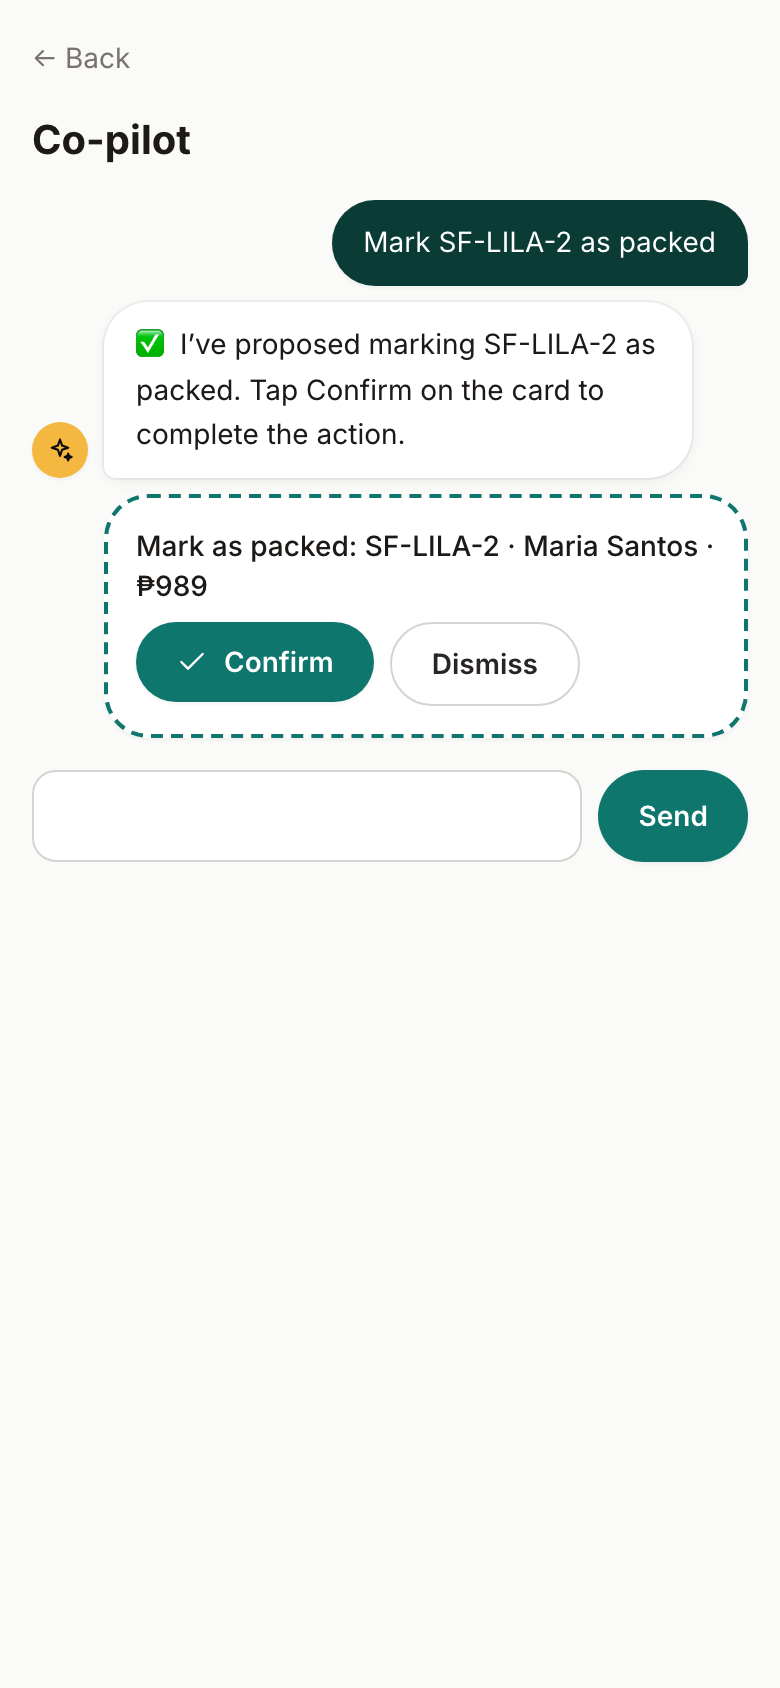 ← Back
Co-pilot
Mark SF-LILA-2 as packed
✅ I’ve proposed marking SF-LILA-2 as
packed. Tap Confirm on the card to
complete the action.
Mark as packed: SF-LILA-2 · Maria Santos ·
₱989
Confirm
Dismiss
Send